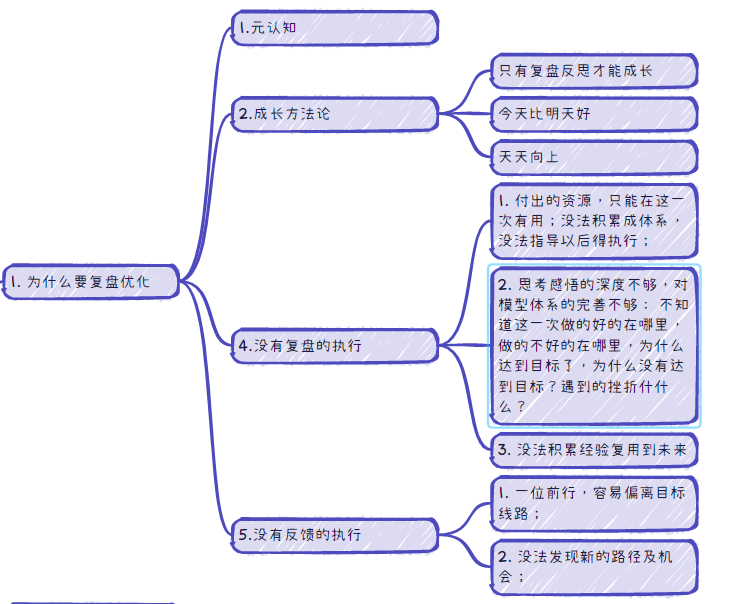 1.元认知
只有复盘反思才能成长
2.成长方法论
今天比明天好
天天向上
1. 为什么要复盘优化
1. 付出的资源，只能在这一
次有用；没法积累成体系，
没法指导以后得执行；
4.没有复盘的执行
2. 思考感悟的深度不够，对
模型体系的完善不够： 不知
道这一次做的好的在哪里，
做的不好的在哪里，为什么
达到目标了，为什么没有达
到目标？遇到的挫折什什
么？
3. 没法积累经验复用到未来
5.没有反馈的执行
1. 一位前行，容易偏离目标
线路；
2. 没法发现新的路径及机
会；